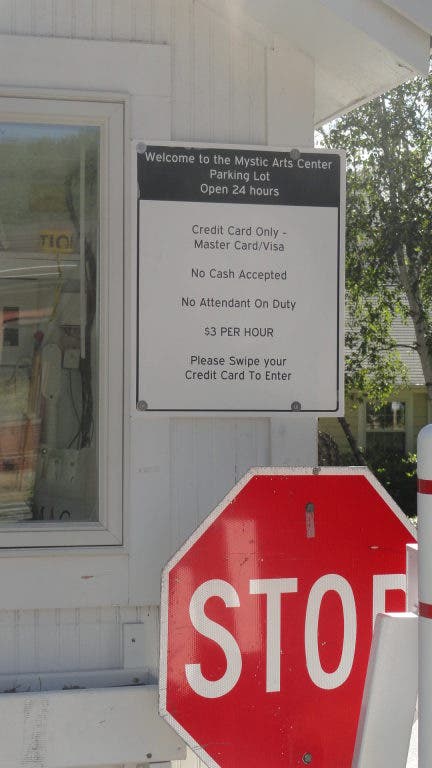 Welcome to the Mystic Arts Center
Parking Lot
Open 24 hours
Credit Card Only -
Master Card/Visa
No Cash Accepted
No Attendant On Duty
$3 PER HOUR
Please Swipe your
Credit Card To Enter
STOP